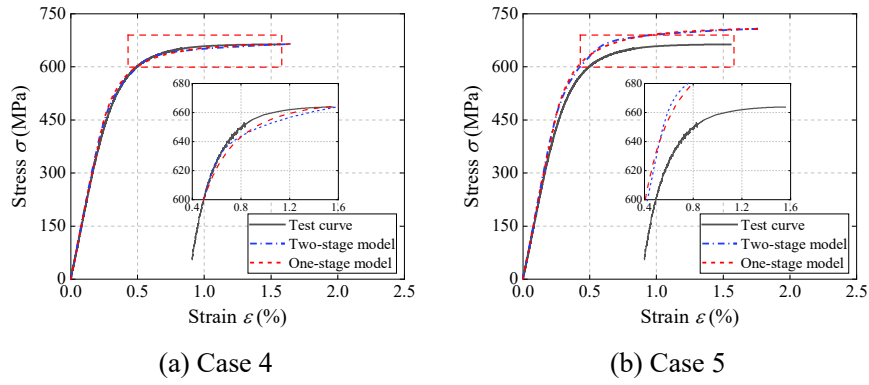 750
600
450
300
150
0
0.0 0.5 1.0 1.5 2.0 2.5
Stress σ (MPa)
Strain ε (%)
680
660
640
620
600
0.4 0.8 1.2 1.6
Test curve
Two-stage model
One-stage model
(a) Case 4
750
600
450
300
150
0
0.0 0.5 1.0 1.5 2.0 2.5
Stress σ (MPa)
Strain ε (%)
680
660
640
620
600
0.4 0.8 1.2 1.6
Test curve
Two-stage model
One-stage model
(b) Case 5